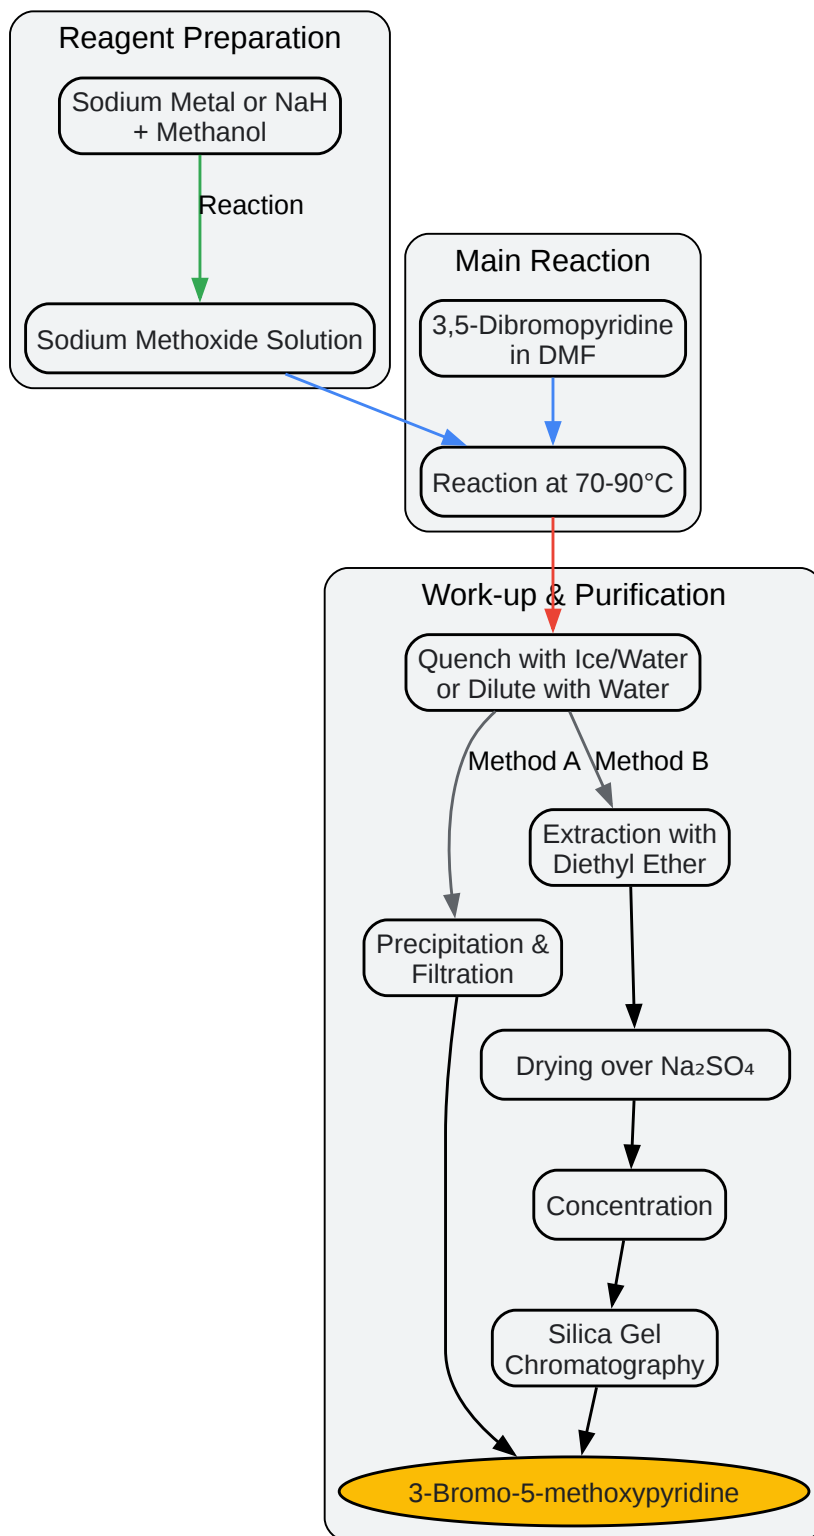 Reagent Preparation
Sodium Metal or NaH
+ Methanol
Reaction
Sodium Methoxide Solution
Main Reaction
3,5-Dibromopyridine
in DMF
Reaction at 70-90°C
Work-up & Purification
Quench with Ice/Water
or Dilute with Water
Method A
Method B
Extraction with
Diethyl Ether
Precipitation &
Filtration
Drying over Na₂SO₄
Concentration
Silica Gel
Chromatography
3-Bromo-5-methoxypyridine